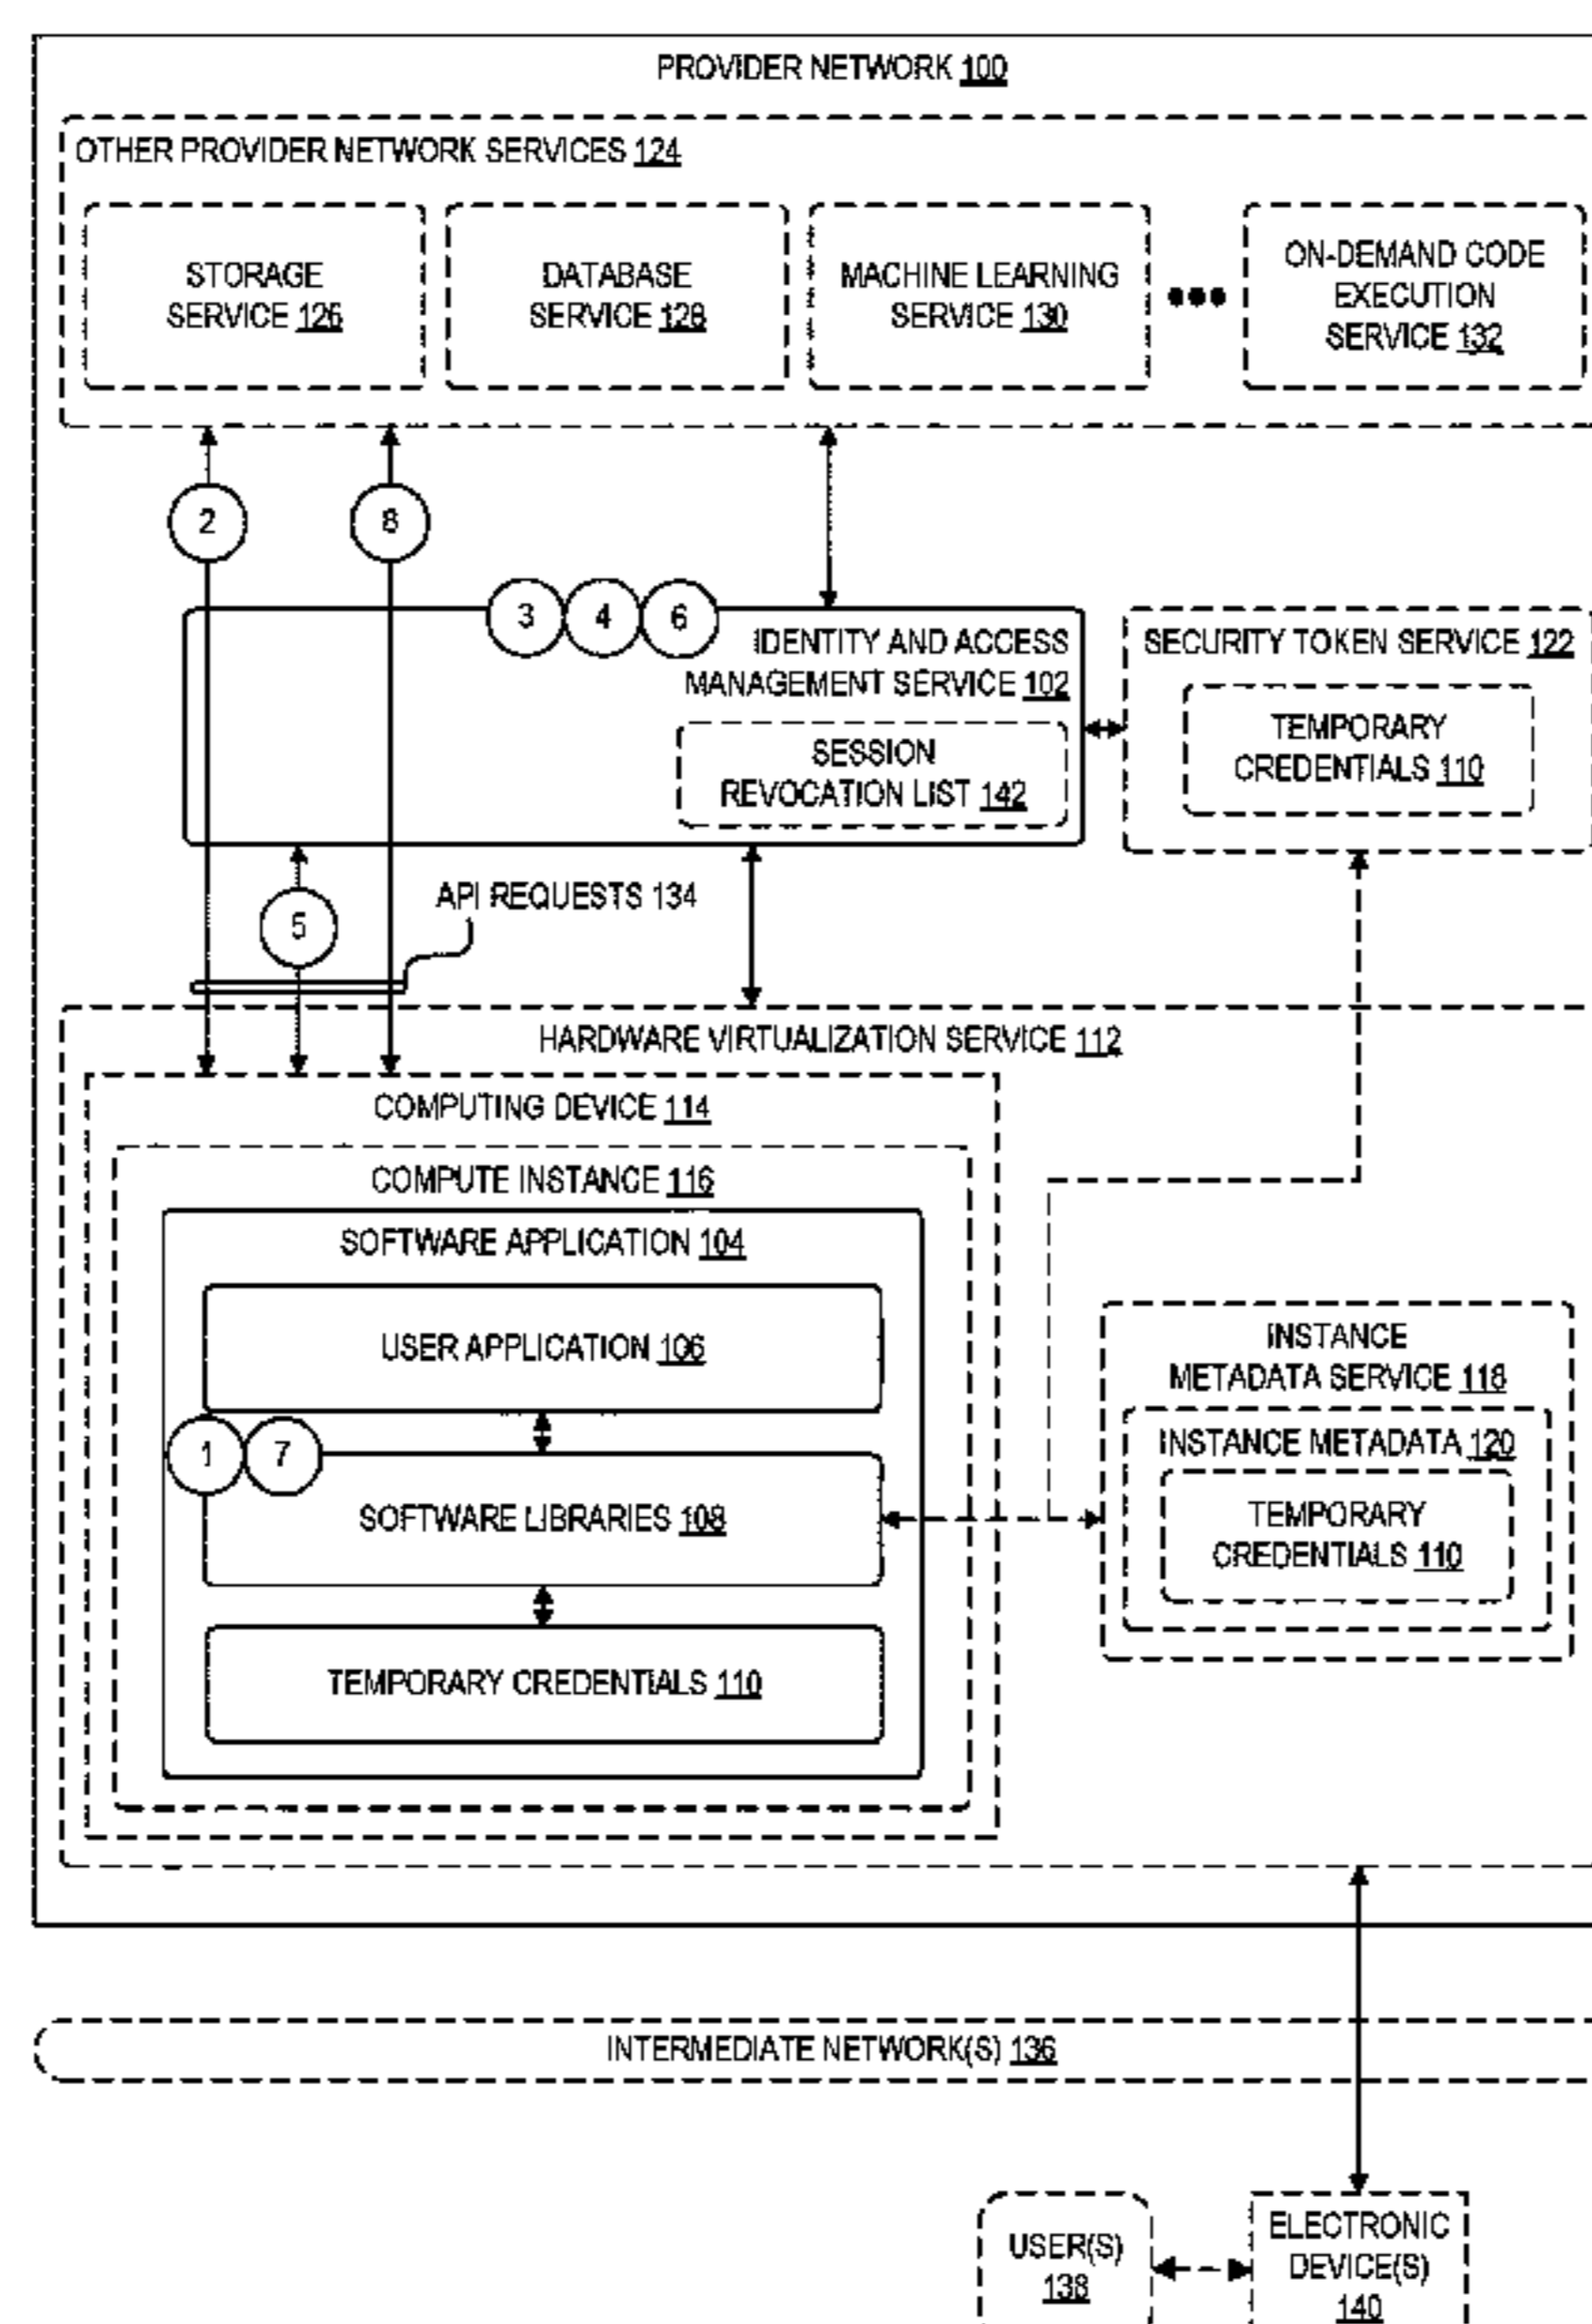 PROVIDER NETWORK 100
OTHER PROVIDER NETWORK SERVICES 124
STORAGE
SERVICE 126
DATABASE
SERVICE 128
MACHINE LEARNING
SERVICE 130
ON-DEMAND CODE
EXECUTION
SERVICE 132
2
8
3
4
6
IDENTITY AND ACCESS
MANAGEMENT SERVICE 102
SESSION
REVOCATION LIST 142
SECURITY TOKEN SERVICE 122
TEMPORARY
CREDENTIALS 110
5
API REQUESTS 134
HARDWARE VIRTUALIZATION SERVICE 112
COMPUTING DEVICE 114
COMPUTE INSTANCE 116
SOFTWARE APPLICATION 104
USER APPLICATION 106
1
7
SOFTWARE LIBRARIES 108
TEMPORARY CREDENTIALS 110
INSTANCE
METADATA SERVICE 118
INSTANCE METADATA 120
TEMPORARY
CREDENTIALS 110
INTERMEDIATE NETWORK(S) 136
USER(S)
138
ELECTRONIC
DEVICE(S)
140